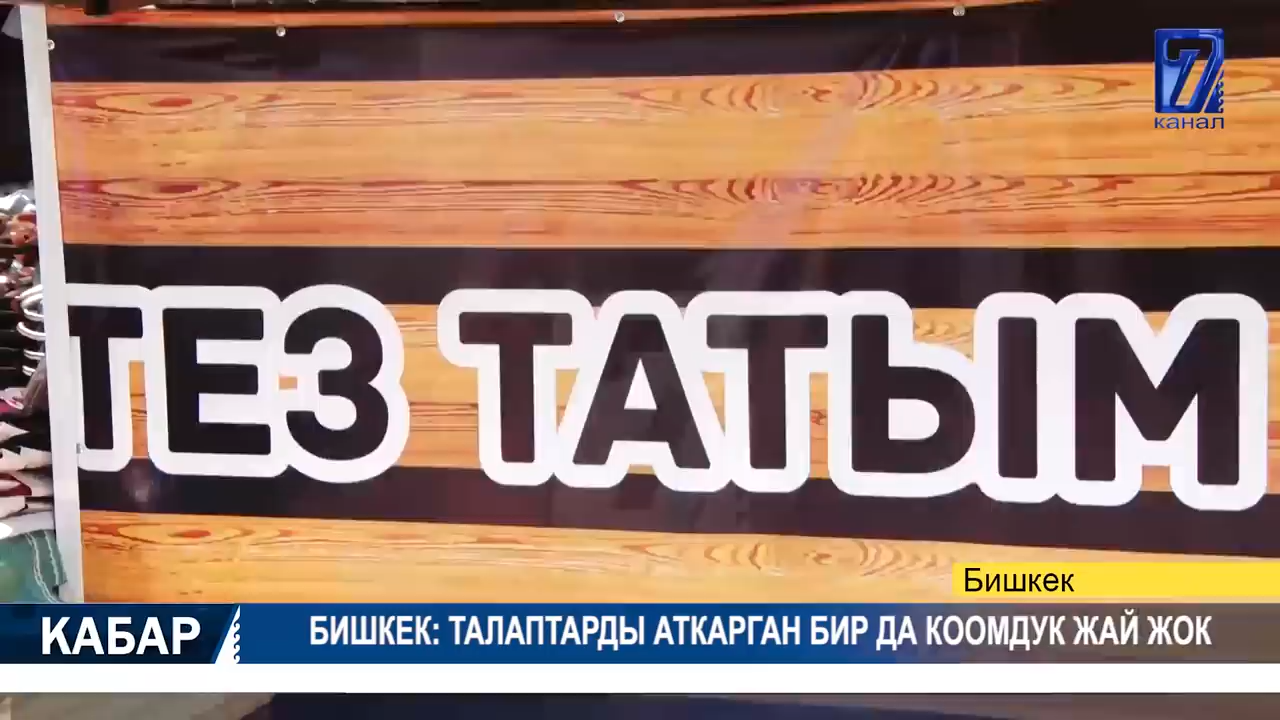 7
канал
ТЕЗ ТАТЫМ
Бишкек
КАБАР
БИШКЕК: ТАЛАПТАРДЫ АТКАРГАН БИР ДА КООМДУК ЖАЙ ЖОК